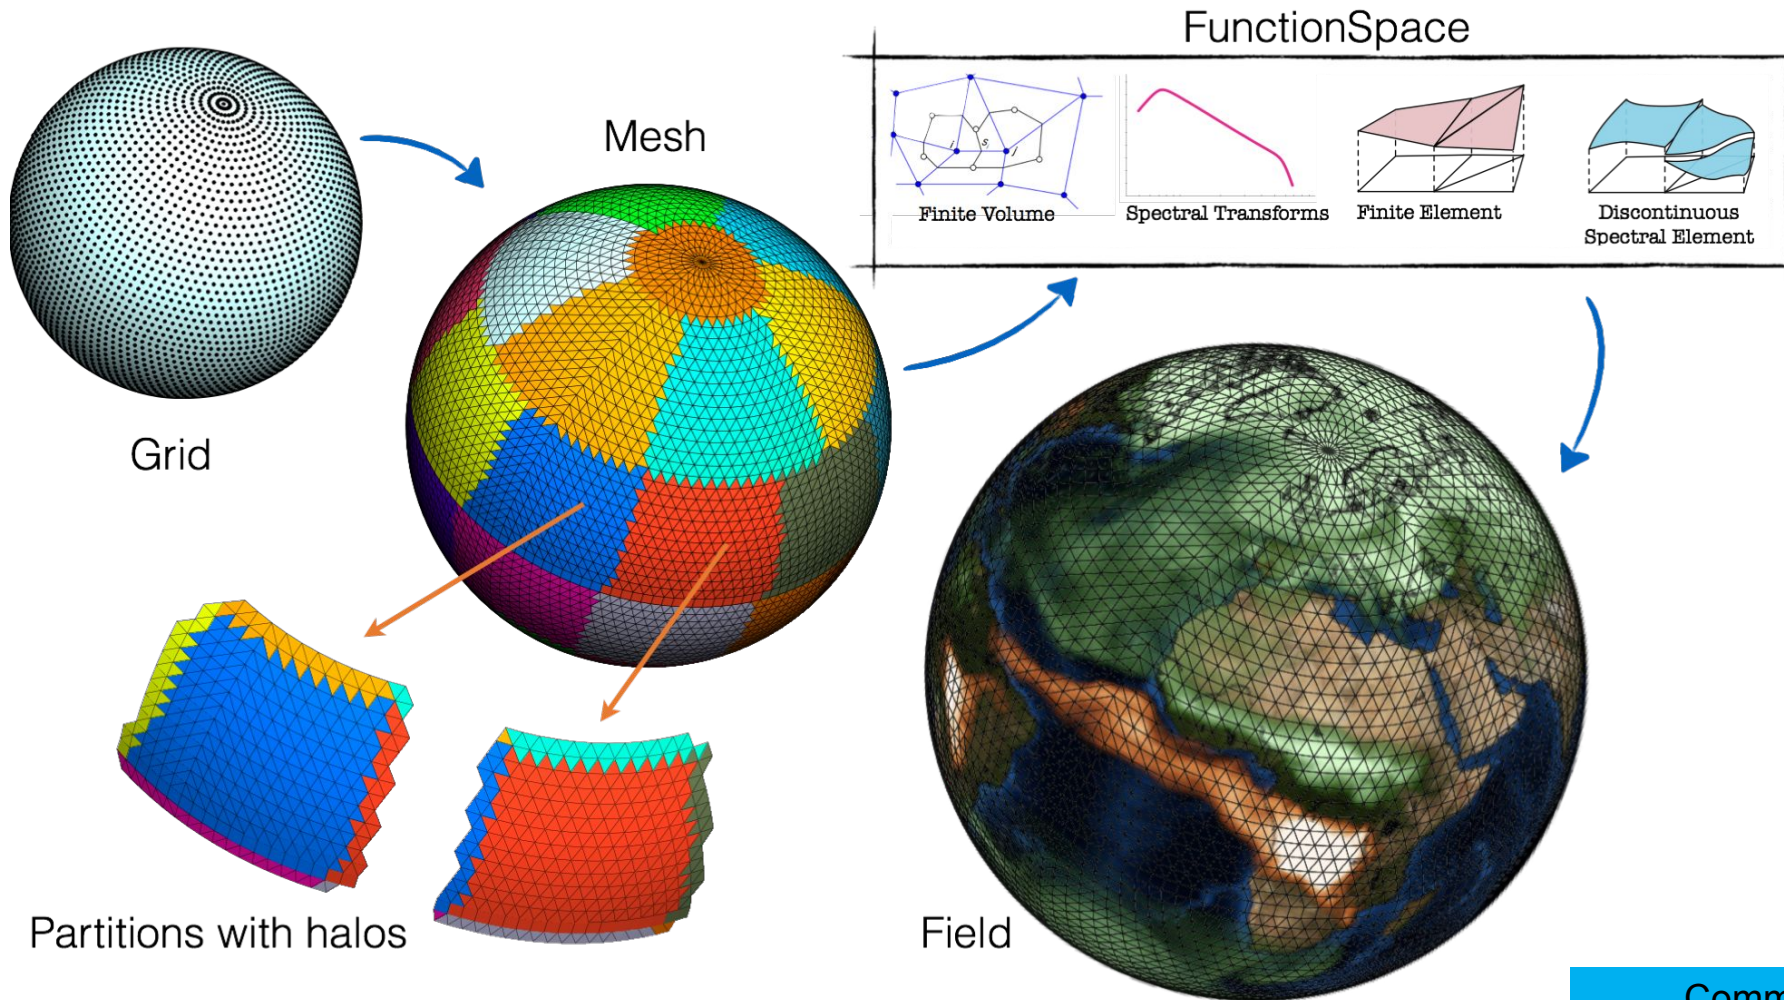 FunctionSpace
Mesh
Finite Volume
Spectral Transforms
Finite Element
Discontinuous
Spectral Element
i
S
j
Grid
Partitions with halos
Field